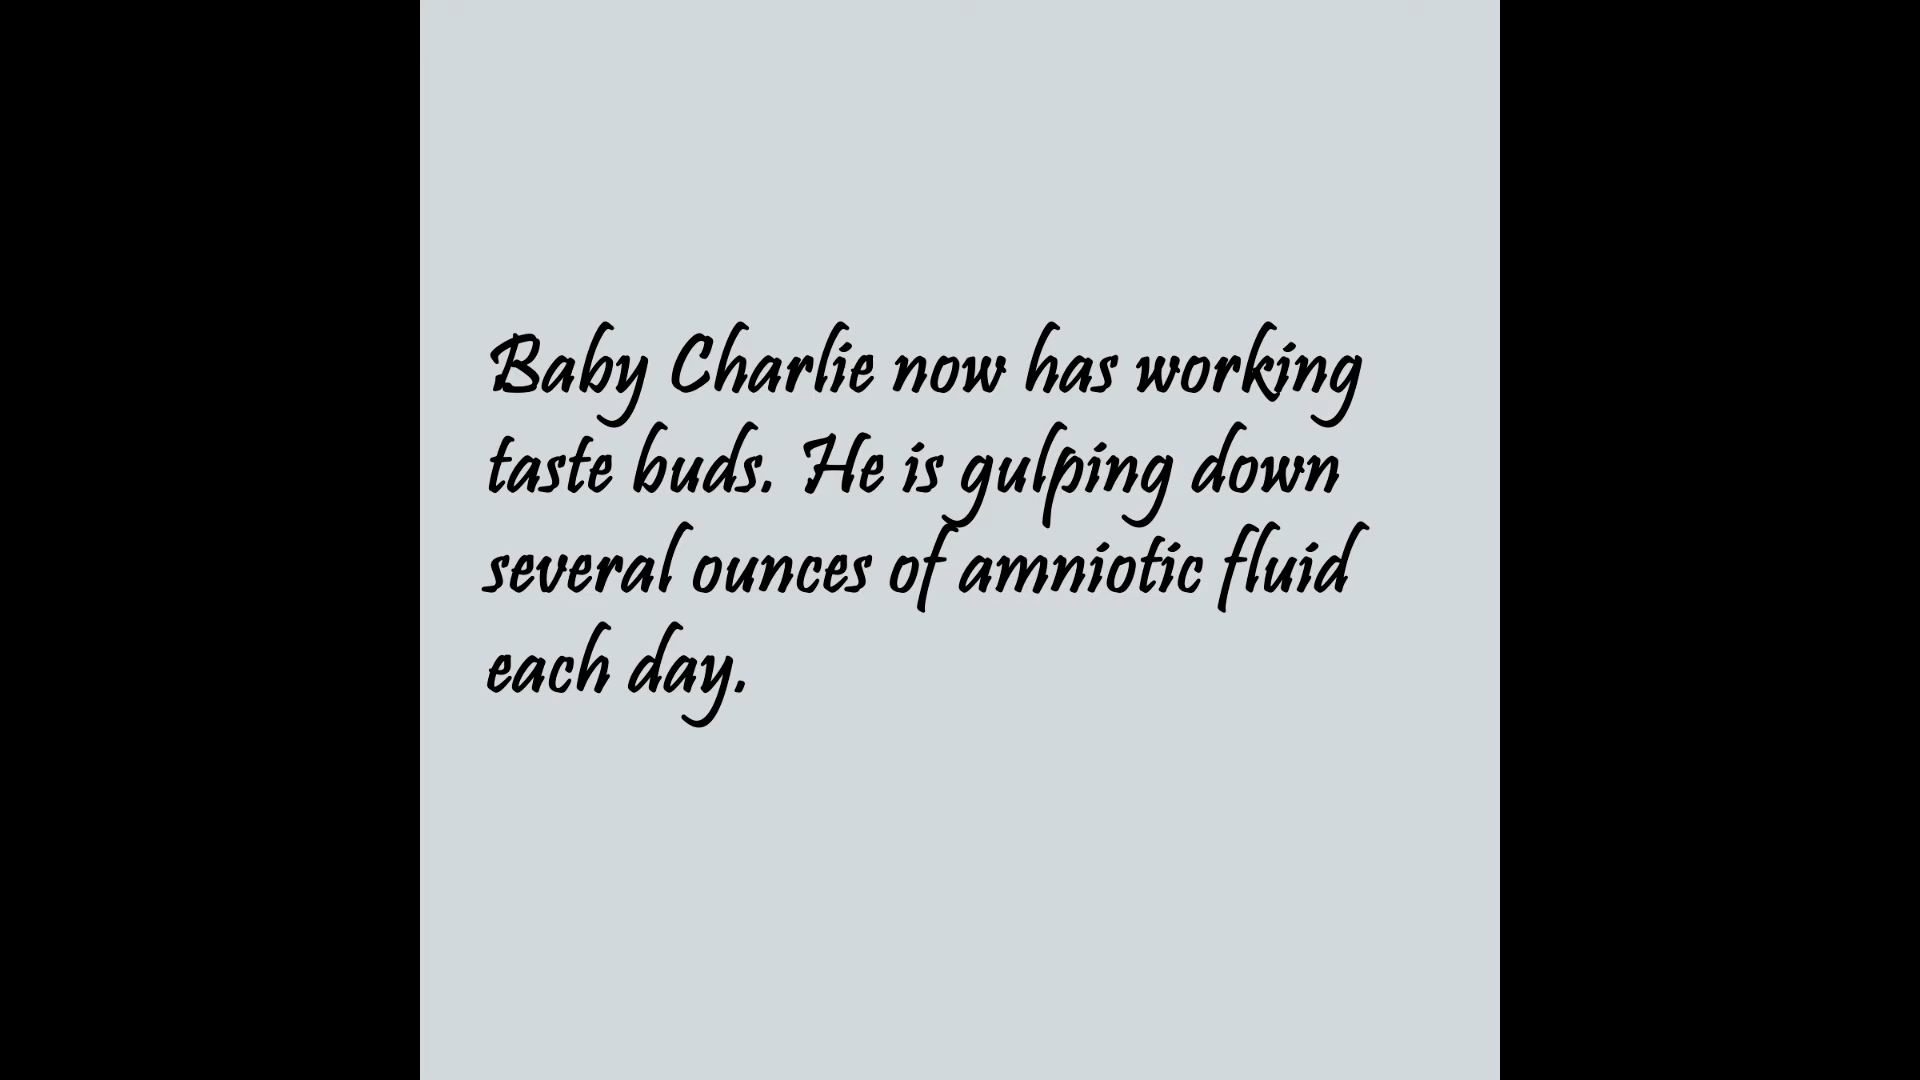 Baby Charlie now has working
taste buds. He is gulping down
several ounces of amniotic fluid
each day.